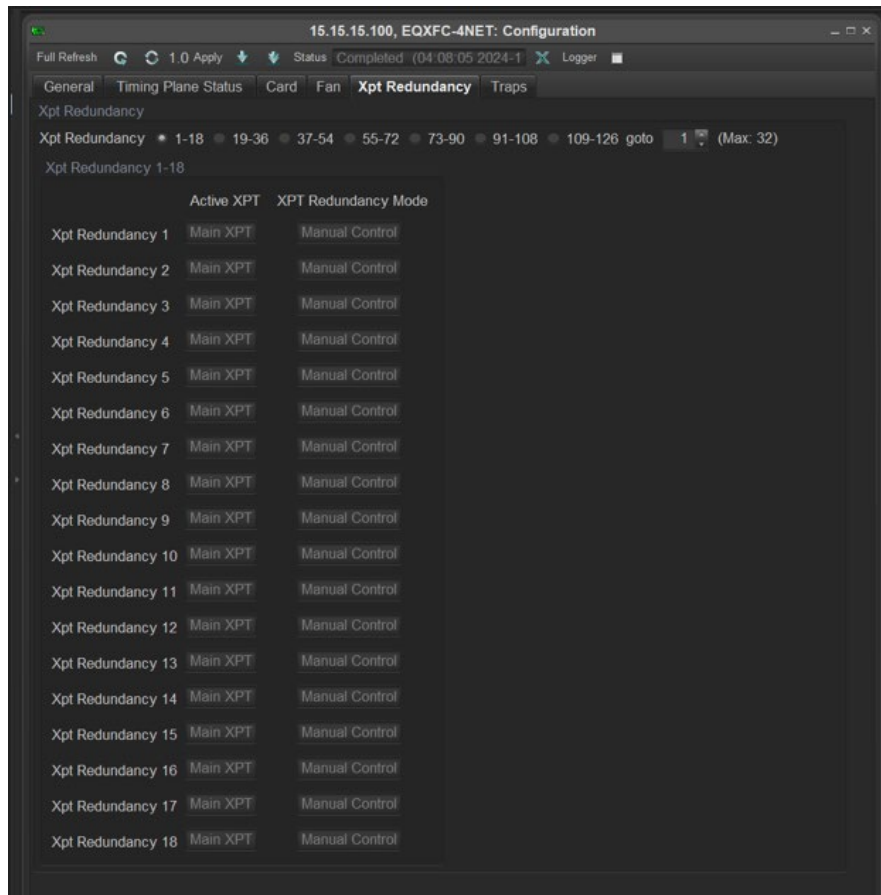 15.15.15.100, EQXFC-4NET: Configuration
Full Refresh 1.0 Apply Status Completed (04:08:05 2024-1 Logger
General Timing Plane Status Card Fan Xpt Redundancy Traps
Xpt Redundancy
Xpt Redundancy 1-18 19-36 37-54 55-72 73-90 91-108 109-126 goto 1 (Max: 32)
Xpt Redundancy 1-18
Active XPT XPT Redundancy Mode
Xpt Redundancy 1 Main XPT Manual Control
Xpt Redundancy 2 Main XPT Manual Control
Xpt Redundancy 3 Main XPT Manual Control
Xpt Redundancy 4 Main XPT Manual Control
Xpt Redundancy 5 Main XPT Manual Control
Xpt Redundancy 6 Main XPT Manual Control
Xpt Redundancy 7 Main XPT Manual Control
Xpt Redundancy 8 Main XPT Manual Control
Xpt Redundancy 9 Main XPT Manual Control
Xpt Redundancy 10 Main XPT Manual Control
Xpt Redundancy 11 Main XPT Manual Control
Xpt Redundancy 12 Main XPT Manual Control
Xpt Redundancy 13 Main XPT Manual Control
Xpt Redundancy 14 Main XPT Manual Control
Xpt Redundancy 15 Main XPT Manual Control
Xpt Redundancy 16 Main XPT Manual Control
Xpt Redundancy 17 Main XPT Manual Control
Xpt Redundancy 18 Main XPT Manual Control